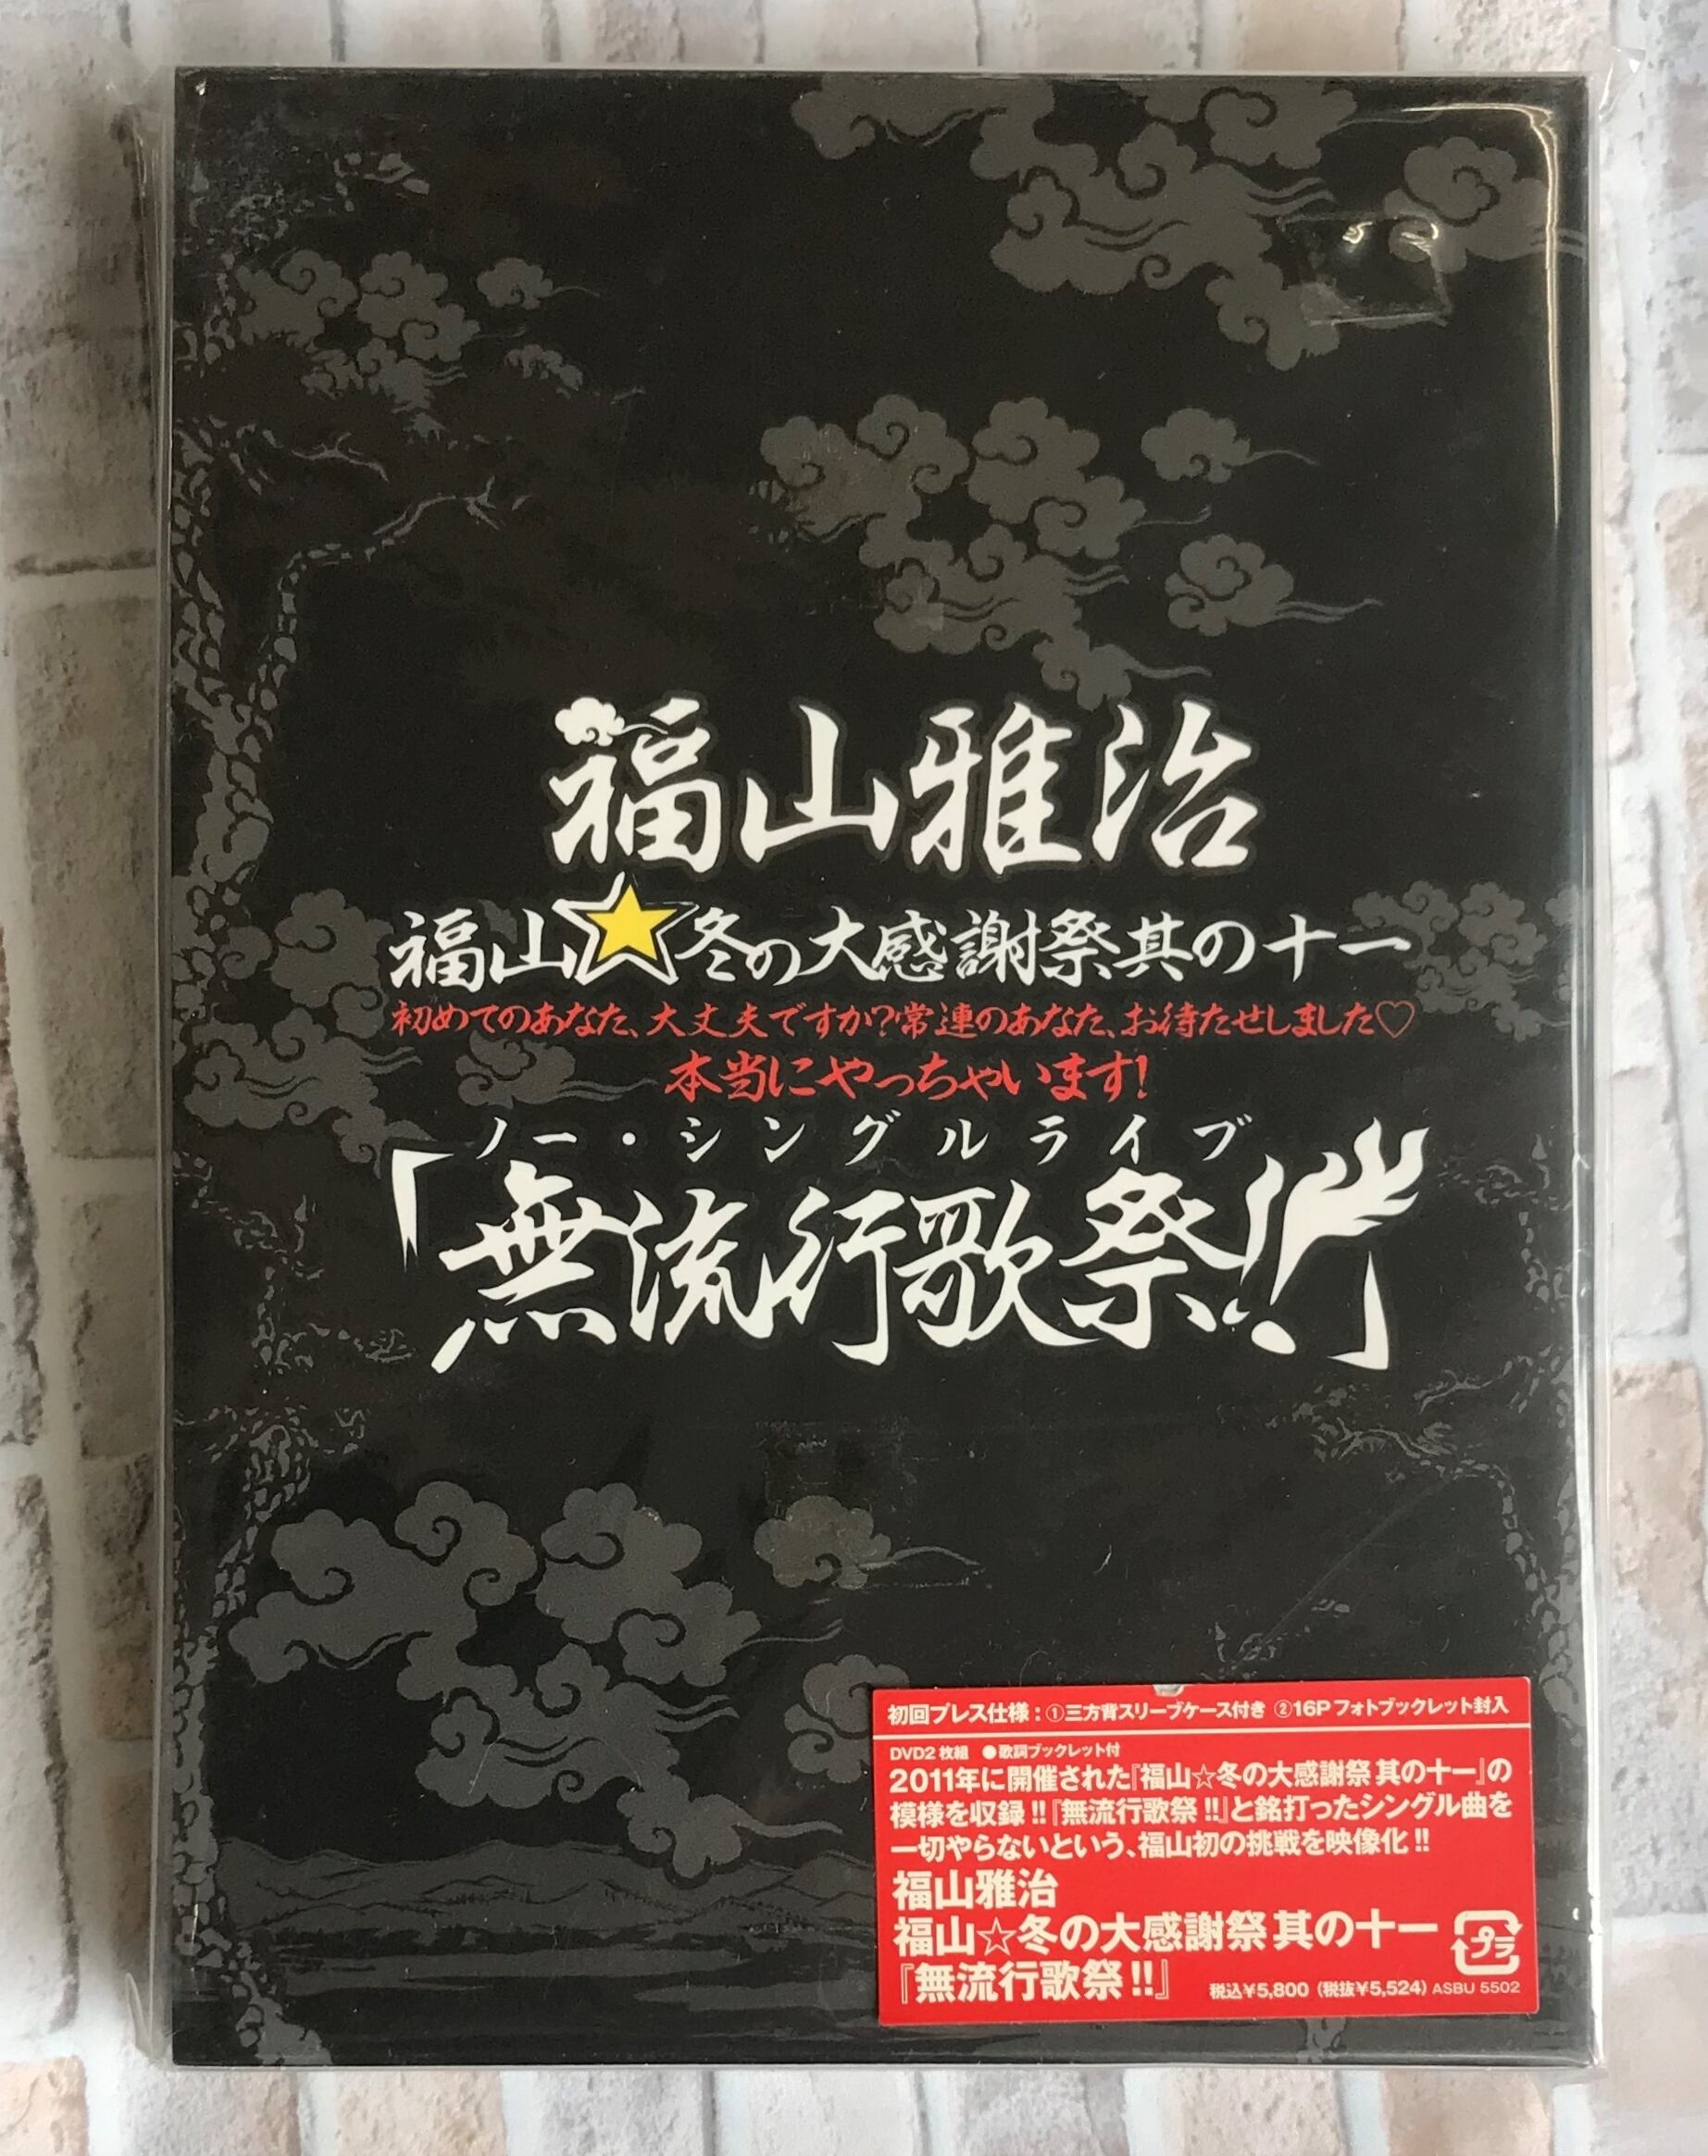 福山雅治
福山☆冬の大感謝祭其の十一
初めてのあなた、大丈夫ですか?常連のあなた、お待たせしました♡
本当にやっちゃいます!
ノー・シングルライブ
「無流行歌祭!!」
初回プレス仕様:①三方背スリーブケース付き ②16Pフォトブックレット封入
DVD2枚組 ●歌詞ブックレット付
2011年に開催された『福山☆冬の大感謝祭 其の十一』の
模様を収録!!『無流行歌祭!!』と銘打ったシングル曲を
一切やらないという、福山初の挑戦を映像化!!
福山雅治
福山☆冬の大感謝祭 其の十一
プラ
『無流行歌祭!!』 税込¥5,800(税抜¥5,524)ASBU 5502